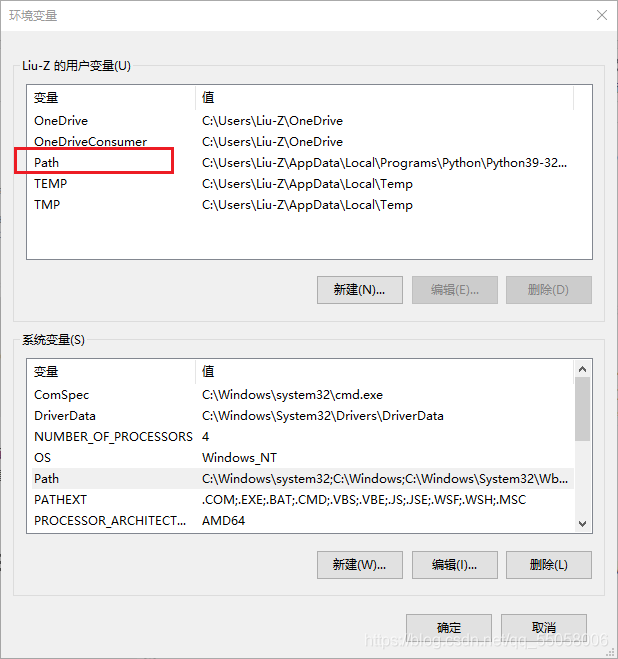 环境变量
Liu-Z 的用户变量(U)
变量 值
OneDrive C:\Users\Liu-Z\OneDrive
OneDriveConsumer C:\Users\Liu-Z\OneDrive
Path C:\Users\Liu-Z\AppData\Local\Programs\Python\Python39-32...
TEMP C:\Users\Liu-Z\AppData\Local\Temp
TMP C:\Users\Liu-Z\AppData\Local\Temp
新建(N)... 编辑(E)... 删除(D)
系统变量(S)
变量 值
ComSpec C:\Windows\system32\cmd.exe
DriverData C:\Windows\System32\Drivers\DriverData
NUMBER_OF_PROCESSORS 4
OS Windows_NT
Path C:\Windows\system32;C:\Windows;C:\Windows\System32\Wb...
PATHEXT .COM;.EXE;.BAT;.CMD;.VBS;.VBE;.JS;.JSE;.WSF;.WSH;.MSC
PROCESSOR_ARCHITECT... AMD64
新建(W)... 编辑(I)... 删除(L)
确定 取消
https://blog.csdn.net/qq_55058006